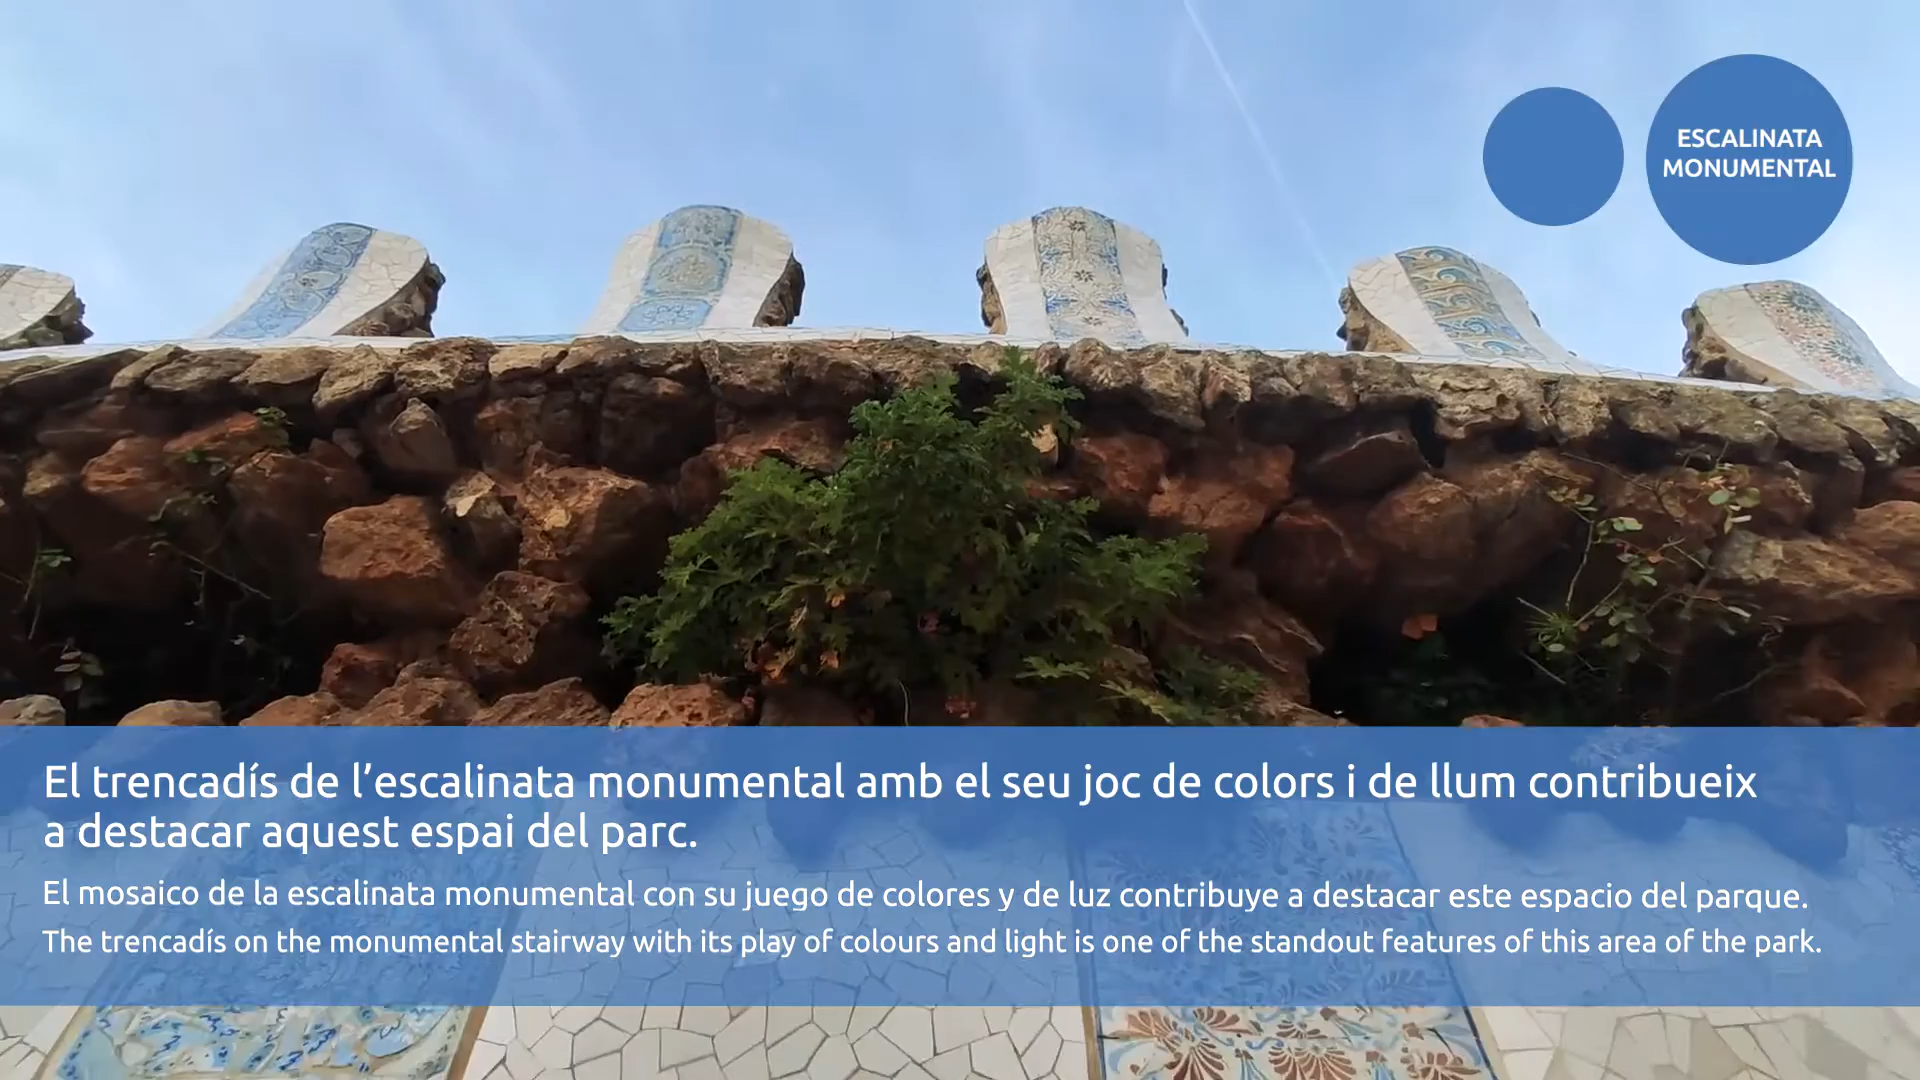 ESCALINATA
MONUMENTAL
El trencadís de l’escalinata monumental amb el seu joc de colors i de llum contribueix
a destacar aquest espai del parc.
El mosaico de la escalinata monumental con su juego de colores y de luz contribuye a destacar este espacio del parque.
The trencadís on the monumental stairway with its play of colours and light is one of the standout features of this area of the park.